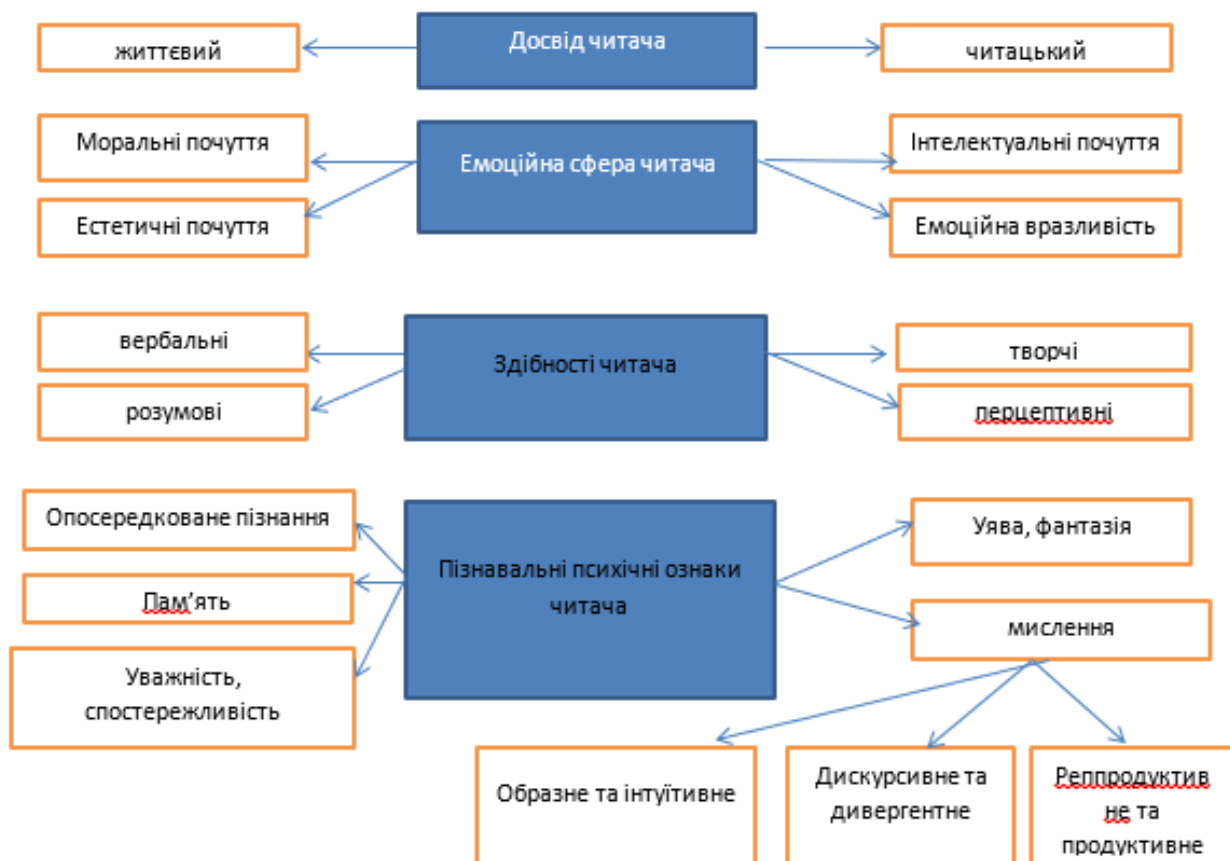 життєвий
Досвід читача
читацький
Моральні почуття
Емоційна сфера читача
Інтелектуальні почуття
Естетичні почуття
Емоційна вразливість
вербальні
Здібності читача
творчі
розумові
перцептивні
Опосередковане пізнання
Пізнавальні психічні ознаки
читача
Уява, фантазія
Пам’ять
мислення
Уважність,
спостережливість
Образне та інтуїтивне
Дискурсивне та
дивергентне
Реппродуктив
не та
продуктивне